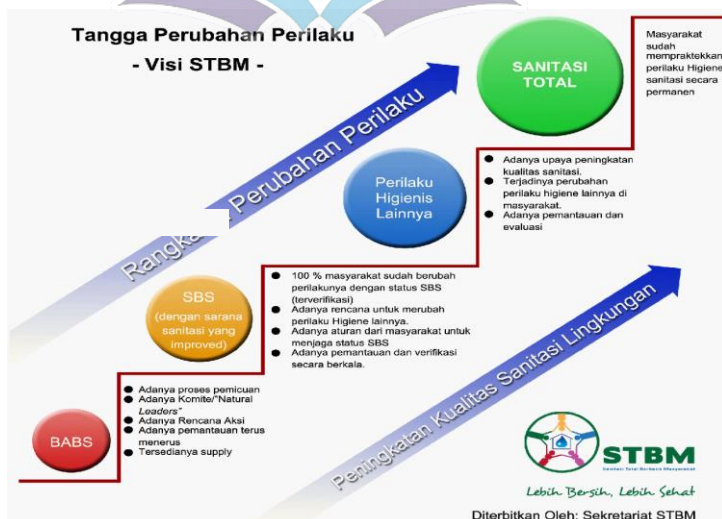 Tangga Perubahan Perilaku
- Visi STBM -
SANITASI
TOTAL
Masyarakat
sudah
mempraktekkan
perilaku Higiene
sanitasi secara
permanen
Perubahan Perilaku
Perilaku
Higienis
Lainnya
● Adanya upaya peningkatan
kualitas sanitasi.
● Terjadinya perubahan
perilaku higiene lainnya di
masyarakat.
● Adanya pemantauan dan
evaluasi
SBS
(dengan sarana
sanitasi yang
improved)
● 100 % masyarakat sudah berubah
perilakunya dengan status SBS
(terverifikasi)
● Adanya rencana untuk merubah
perilaku Higiene lainnya.
● Adanya aturan dari masyarakat untuk
menjaga status SBS
● Adanya pemantauan dan verifikasi
secara berkala.
BABS
● Adanya proses pemicuan
● Adanya Komite/"Natural
Leaders"
● Adanya Rencana Aksi
● Adanya pemantauan terus
menerus
● Tersedianya supply
Peningkatan Kualitas Sanitasi Lingkungan
STBM
Sanitasi Total Berbasis Masyarakat
Lebih Bersih, Lebih Sehat
Diterbitkan Oleh: Sekretariat STBM